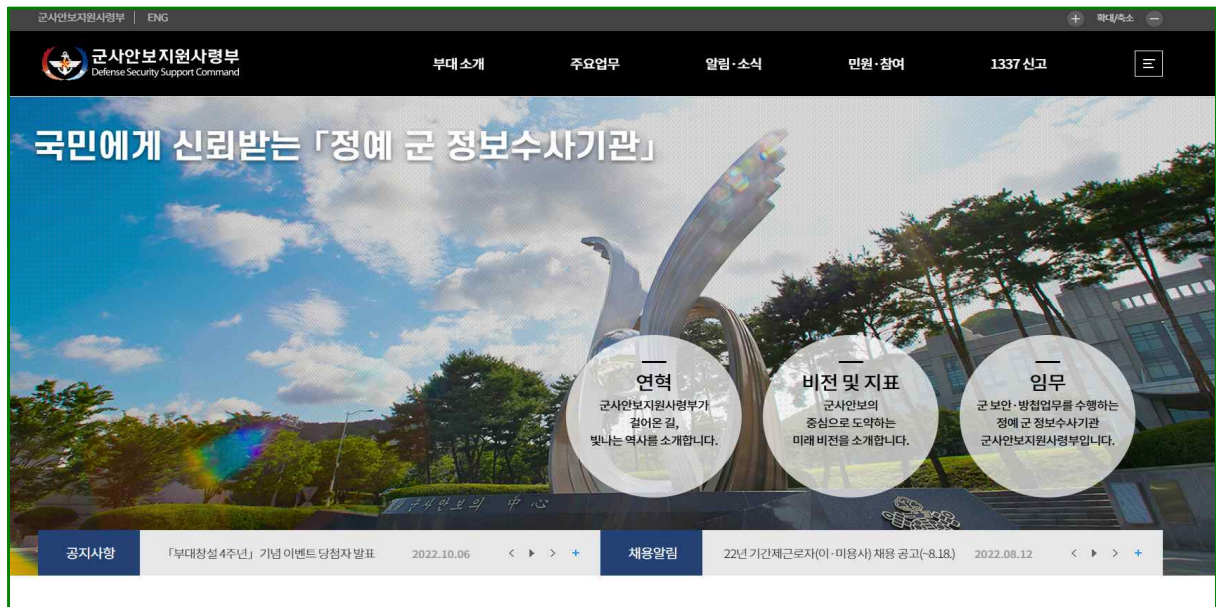 군사안보지원사령부 ENG
확대/축소
군사안보지원사령부
Defense Security Support Command
부대소개 주요업무 알림·소식 민원·참여 1337 신고
국민에게 신뢰받는 「정예 군 정보수사기관」
연혁
군사안보지원사령부가
걸어온 길,
빛나는 역사를 소개합니다.
비전 및 지표
군사안보의
중심으로 도약하는
미래 비전을 소개합니다.
임무
군 보안·방첩업무를 수행하는
정예 군 정보수사기관
군사안보지원사령부입니다.
군사안보의 中心
공지사항 「부대창설 4주년」 기념 이벤트 당첨자 발표 2022.10.06
채용알림 22년 기간제근로자(이·미용사) 채용 공고(~8.18.) 2022.08.12